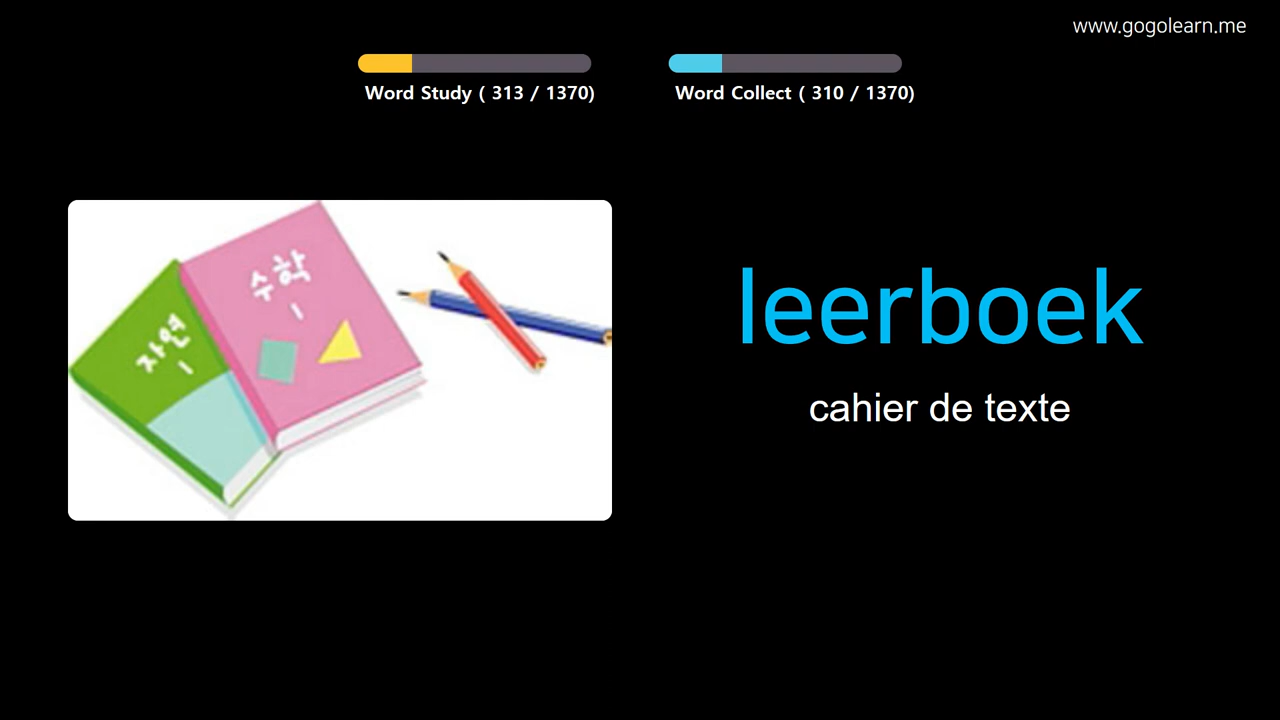 www.gogolearn.me
Word Study ( 313 / 1370)
Word Collect ( 310 / 1370)
수학
1
자연
1
leerboek
cahier de texte